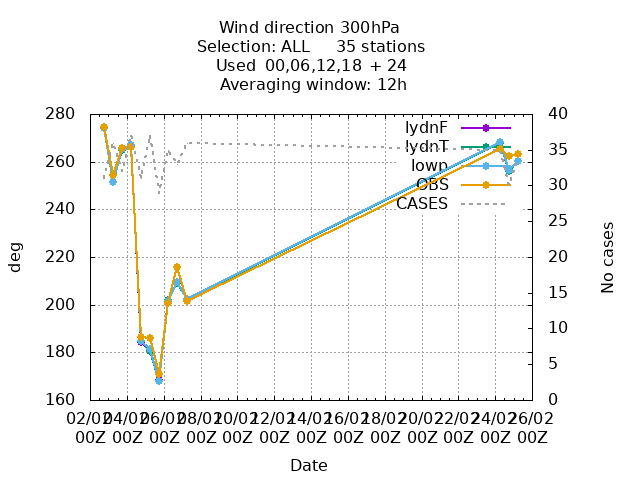 Wind direction 300hPa
Selection: ALL 35 stations
Used 00,06,12,18 + 24
Averaging window: 12h
280 40
lydnF
35
lydnT
260 lowp
30
OBS
CASES
240 25
deg
220 20
No cases
200 15
10
180
5
160 0
02/02 04/02 06/02 08/02 10/02 12/02 14/02 16/02 18/02 20/02 22/02 24/02 26/02
00Z 00Z 00Z 00Z 00Z 00Z 00Z 00Z 00Z 00Z 00Z 00Z 00Z
Date